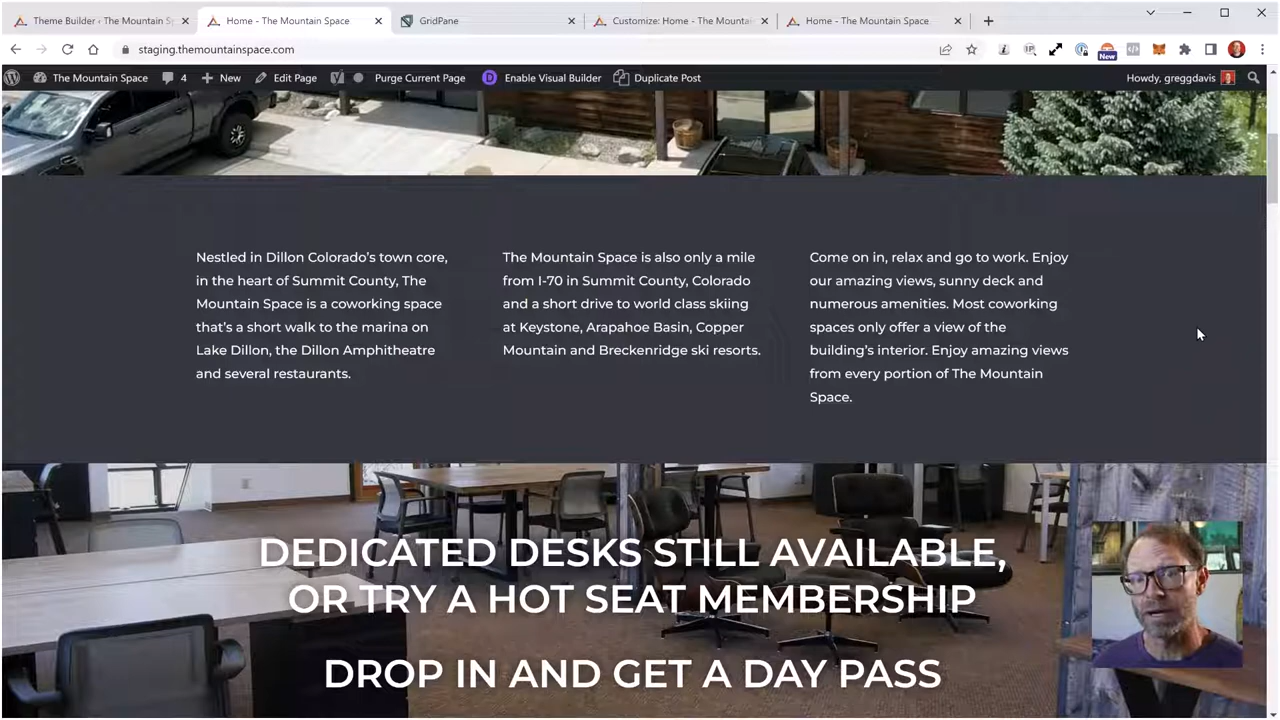 Theme Builder ‹ The Mountain S
Home - The Mountain Space
GridPane
Customize: Home - The Mountai
Home - The Mountain Space
staging.themountainspace.com
New
The Mountain Space
4
New
Edit Page
Purge Current Page
D
Enable Visual Builder
Duplicate Post
Howdy, greggdavis
Nestled in Dillon Colorado’s town core,
in the heart of Summit County, The
Mountain Space is a coworking space
that’s a short walk to the marina on
Lake Dillon, the Dillon Amphitheatre
and several restaurants.
The Mountain Space is also only a mile
from I-70 in Summit County, Colorado
and a short drive to world class skiing
at Keystone, Arapahoe Basin, Copper
Mountain and Breckenridge ski resorts.
Come on in, relax and go to work. Enjoy
our amazing views, sunny deck and
numerous amenities. Most coworking
spaces only offer a view of the
building’s interior. Enjoy amazing views
from every portion of The Mountain
Space.
DEDICATED DESKS STILL AVAILABLE,
OR TRY A HOT SEAT MEMBERSHIP
DROP IN AND GET A DAY PASS